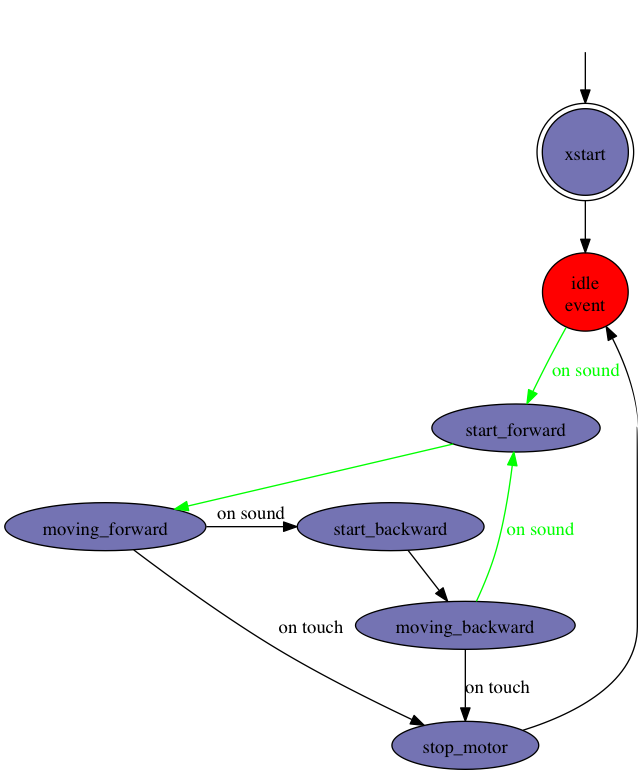 xstart
idle
event
on sound
start_forward
on sound
moving_forward
start_backward
on sound
on touch
moving_backward
on touch
stop_motor